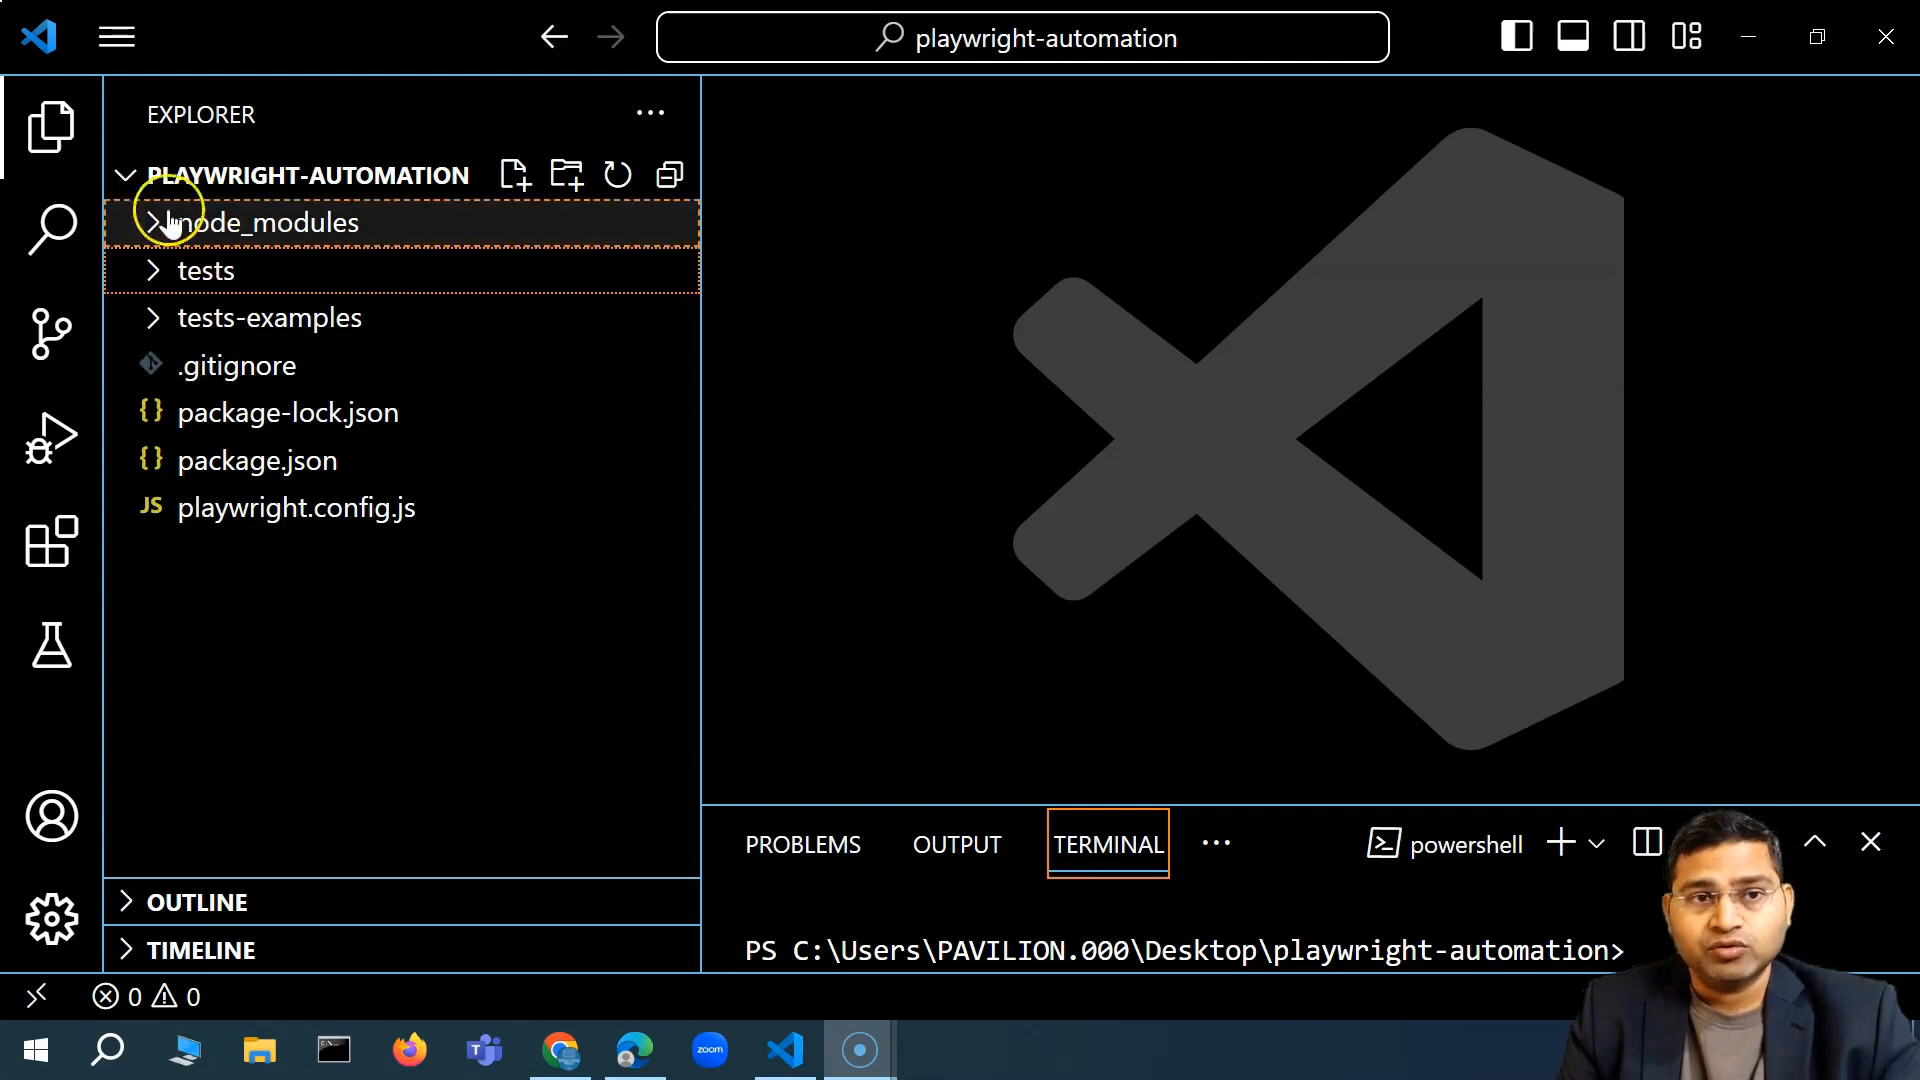 playwright-automation
EXPLORER
PLAYWRIGHT-AUTOMATION
node_modules
tests
tests-examples
.gitignore
{} package-lock.json
{} package.json
JS playwright.config.js
OUTLINE
TIMELINE
PROBLEMS OUTPUT TERMINAL powershell
PS C:\Users\PAVILION.000\Desktop\playwright-automation>
0 0
zoom